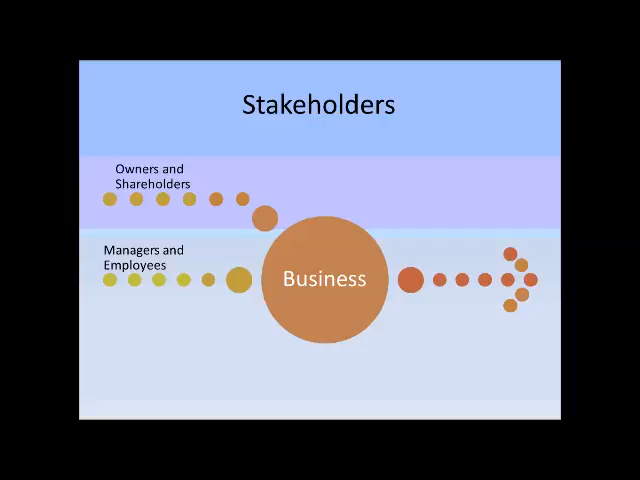 Stakeholders
Owners and
Shareholders
Managers and
Employees
Business